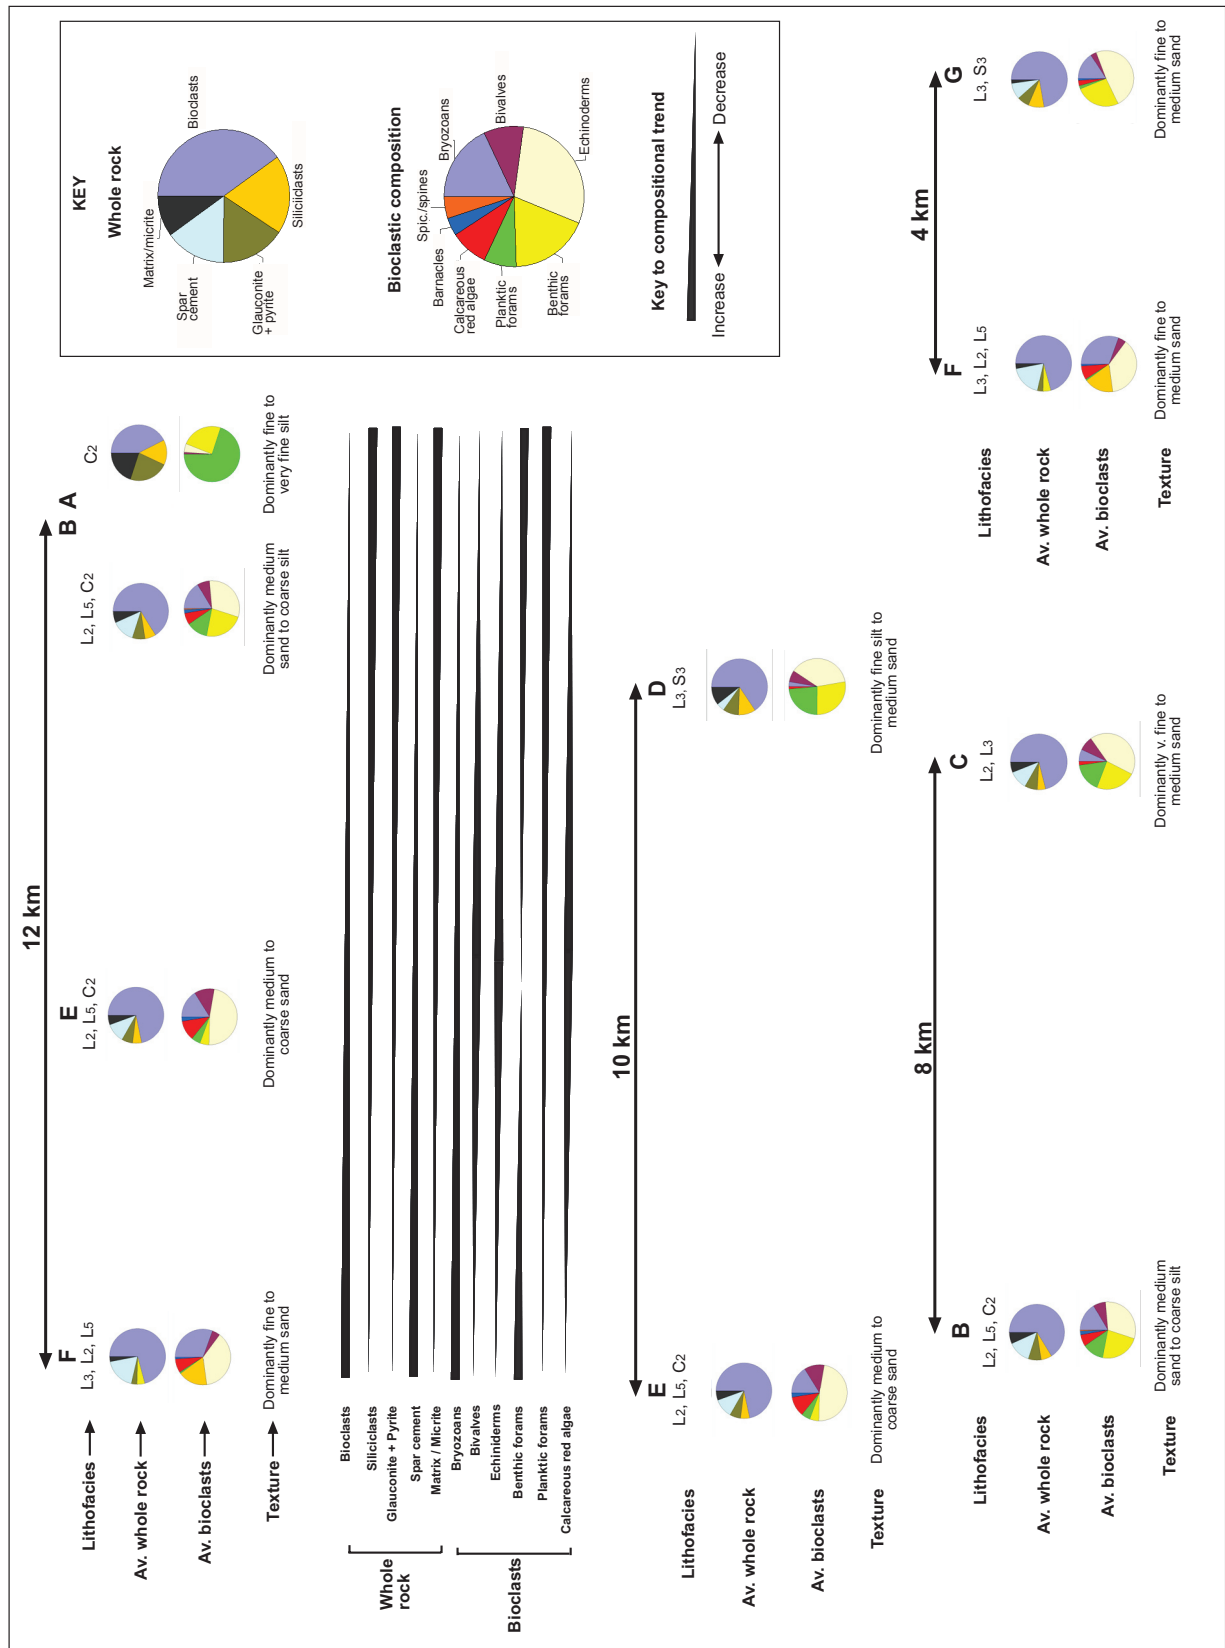 12 km
Lithofacies
F
L3, L2, L5
E
L2, L5, C2
B
L2, L5, C2
A
C2
Av. whole rock
Av. bioclasts
Texture
Dominantly fine to
medium sand
Dominantly medium to
coarse sand
Dominantly medium
sand to coarse silt
Dominantly fine to
very fine silt
Whole
rock
Bioclasts
Siliciclasts
Glauconite + Pyrite
Spar cement
Matrix / Micrite
Bioclasts
Bryozoans
Bivalves
Echiniderms
Benthic forams
Planktic forams
Calcareous red algae
KEY
Whole rock
Matrix/micrite
Bioclasts
Spar
cement
Glauconite
+ pyrite
Siliciiclasts
Bioclastic composition
Spic./spines
Bryozoans
Bivalves
Barnacles
Calcareous
red algae
Planktic
forams
Benthic
forams
Echinoderms
Key to compositional trend
Increase
Decrease
10 km
Lithofacies
E
L2, L5, C2
D
L3, S3
Av. whole rock
Av. bioclasts
Texture
Dominantly medium to
coarse sand
Dominantly fine silt to
medium sand
8 km
Lithofacies
B
L2, L5, C2
C
L2, L3
Av. whole rock
Av. bioclasts
Texture
Dominantly medium
sand to coarse silt
Dominantly v. fine to
medium sand
4 km
Lithofacies
F
L3, L2, L5
G
L3, S3
Av. whole rock
Av. bioclasts
Texture
Dominantly fine to
medium sand
Dominantly fine to
medium sand